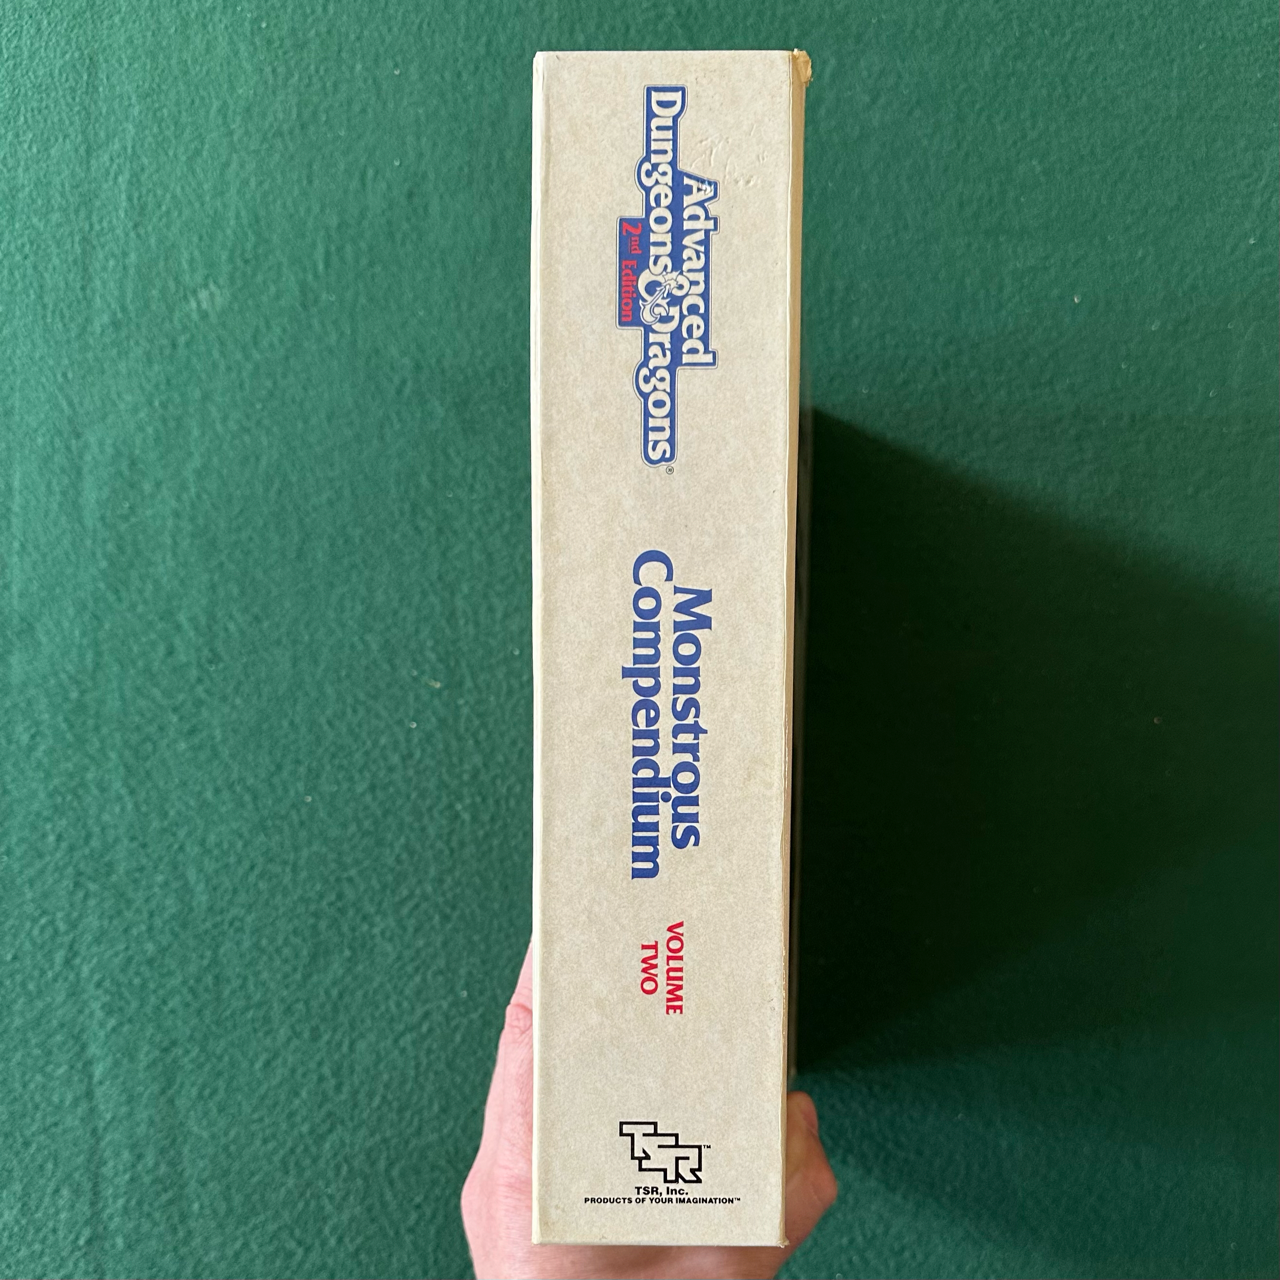 Advanced
Dungeons & Dragons®
2nd Edition
Monstrous
Compendium
VOLUME
TWO
TSR™
TSR, Inc.
PRODUCTS OF YOUR IMAGINATION™